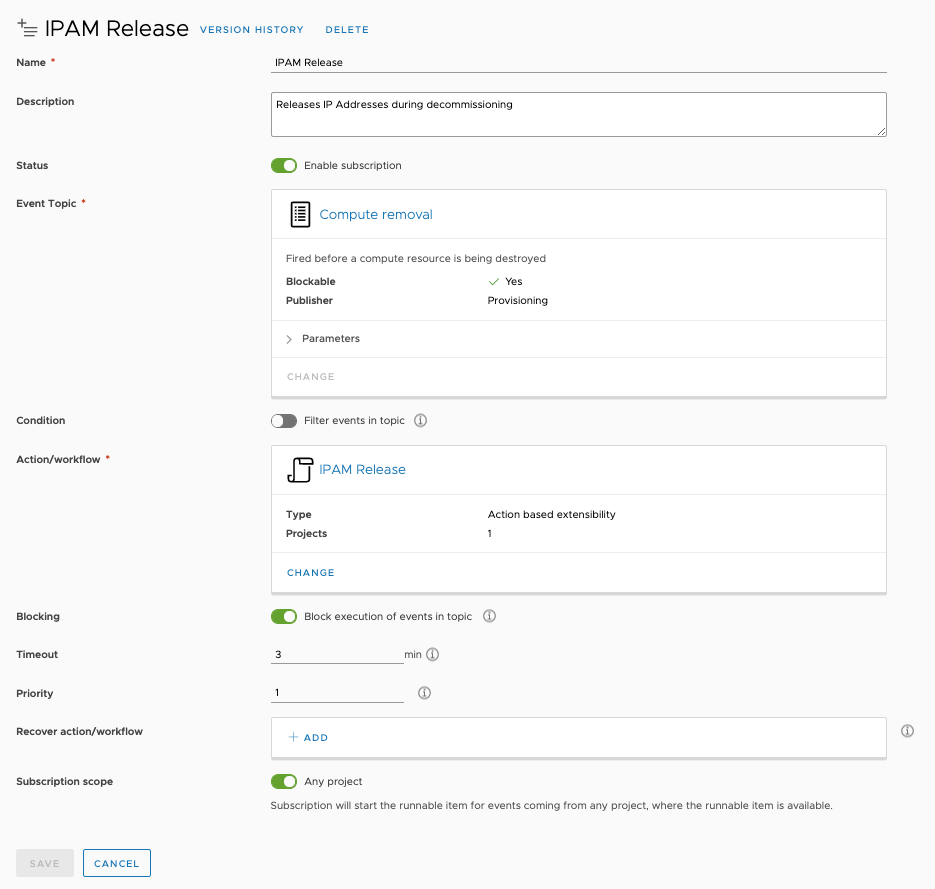 IPAM Release VERSION HISTORY DELETE
Name * IPAM Release
Description Releases IP Addresses during decommissioning
Status Enable subscription
Event Topic * Compute removal
Fired before a compute resource is being destroyed
Blockable Yes
Publisher Provisioning
Parameters
CHANGE
Condition Filter events in topic
Action/workflow * IPAM Release
Type Action based extensibility
Projects 1
CHANGE
Blocking Block execution of events in topic
Timeout 3 min
Priority 1
Recover action/workflow + ADD
Subscription scope Any project
Subscription will start the runnable item for events coming from any project, where the runnable item is available.
SAVE CANCEL